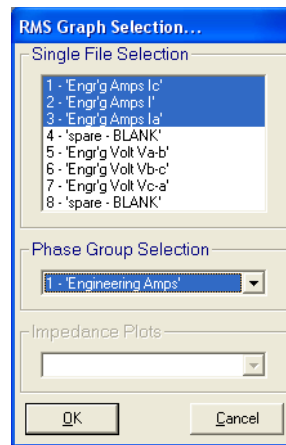 RMS Graph Selection...
Single File Selection
1 - 'Engr'g Amps Ic'
2 - 'Engr'g Amps I'
3 - 'Engr'g Amps Ia'
4 - 'spare - BLANK'
5 - 'Engr'g Volt Va-b'
6 - 'Engr'g Volt Vb-c'
7 - 'Engr'g Volt Vc-a'
8 - 'spare - BLANK'
Phase Group Selection
1 - 'Engineering Amps'
Impedance Plots
OK
Cancel